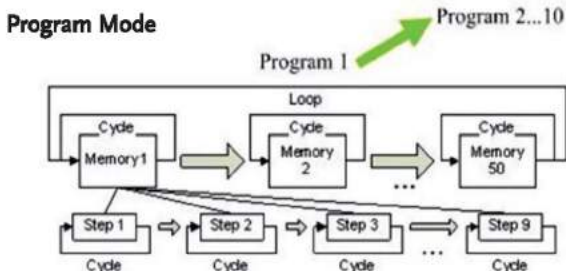 Program Mode
Program 2...10
Program 1
Loop
Cycle
Cycle
Cycle
Memory1
Memory
2
...
Memory
50
Step 1
Step 2
Step 3
Step 9
...
Cycle
Cycle
Cycle
Cycle